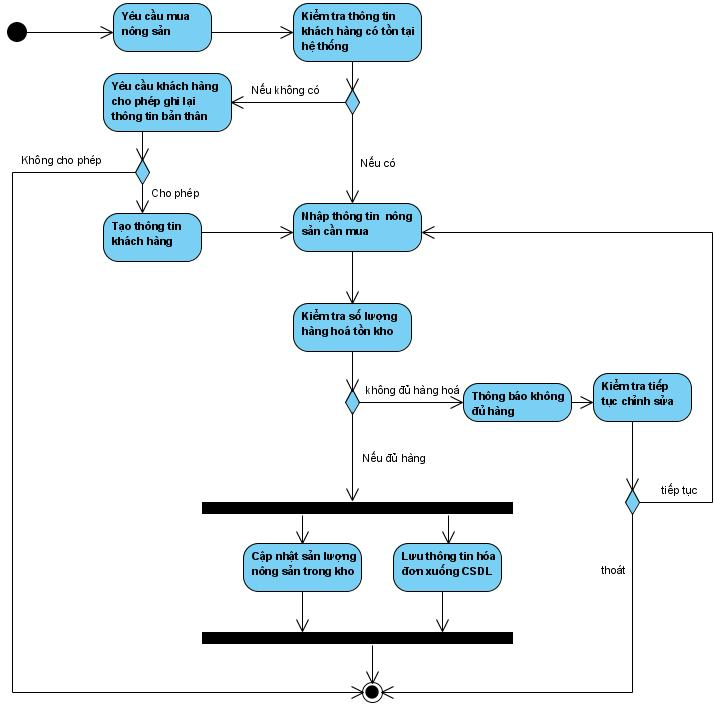 Yêu cầu mua
nông sản
Kiểm tra thông tin
khách hàng có tồn tại
hệ thống
Yêu cầu khách hàng
cho phép ghi lại
thông tin bản thân
Nếu không có
Không cho phép
Nếu có
Cho phép
Tạo thông tin
khách hàng
Nhập thông tin nông
sản cần mua
Kiểm tra số lượng
hàng hoá tồn kho
không đủ hàng hoá
Thông báo không
đủ hàng
Kiểm tra tiếp
tục chỉnh sửa
Nếu đủ hàng
tiếp tục
Cập nhật sản lượng
nông sản trong kho
Lưu thông tin hóa
đơn xuống CSDL
thoát